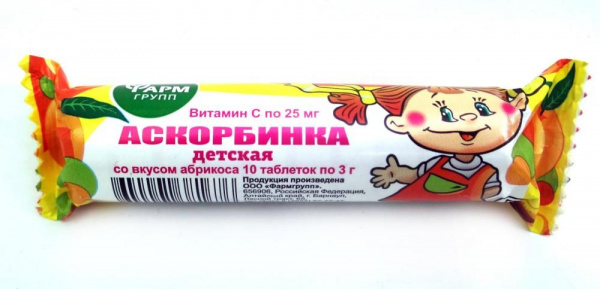 ФАРМ
ГРУПП
Витамин С по 25 мг
АСКОРБИНКА
детская
со вкусом абрикоса 10 таблеток по 3 г
Продукция произведена
ООО «Фармгрупп».
656906, Российская Федерация,
Алтайский край, г. Барнаул,